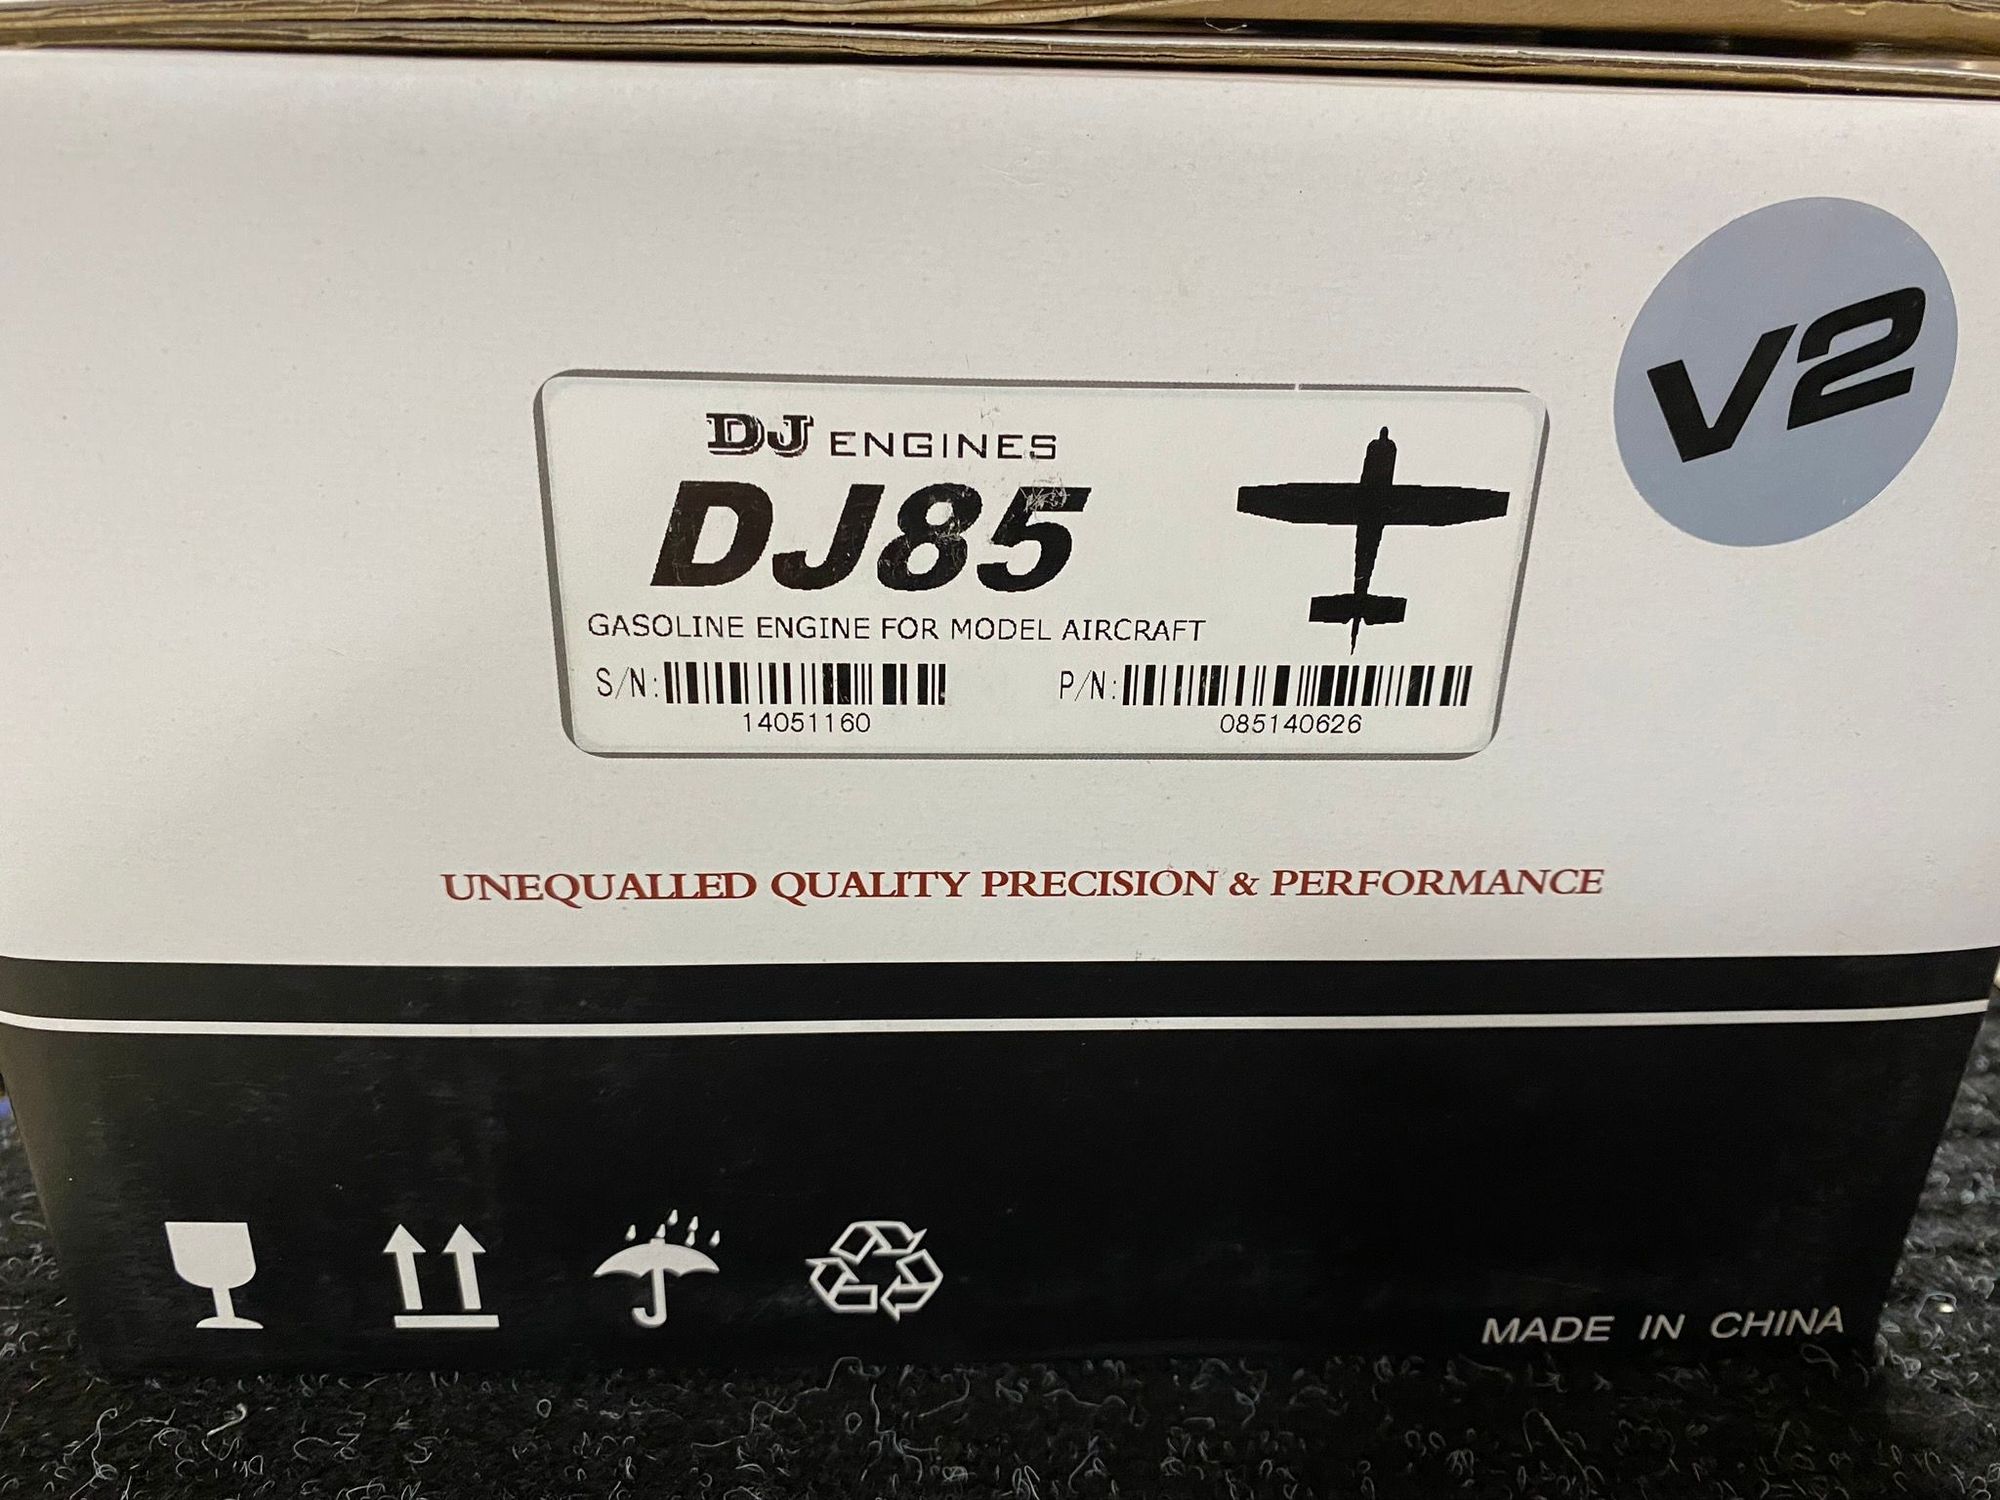 V2
DJ ENGINES
DJ85
GASOLINE ENGINE FOR MODEL AIRCRAFT
S/N: P/N:
14051160 085140626
UNEQUALLED QUALITY PRECISION & PERFORMANCE
MADE IN CHINA